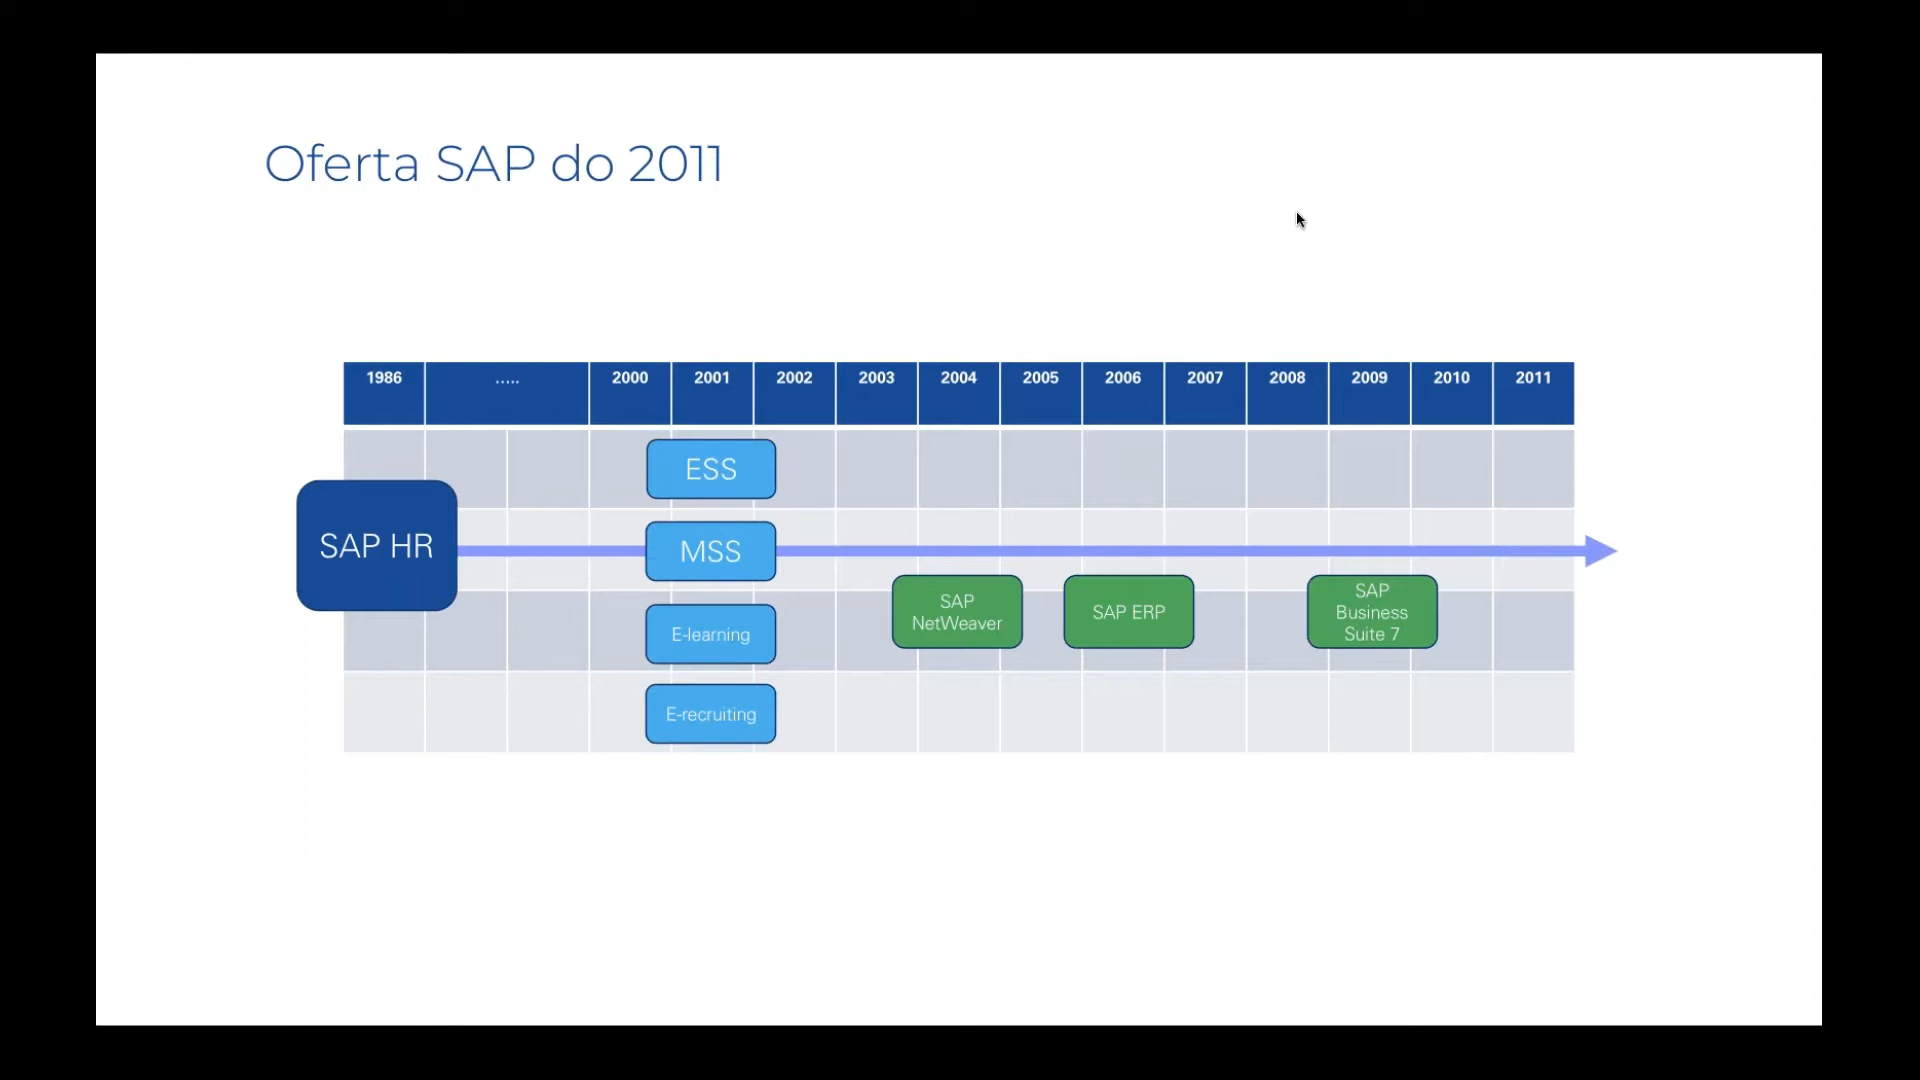 Oferta SAP do 2011
1986 ..... 2000 2001 2002 2003 2004 2005 2006 2007 2008 2009 2010 2011
ESS
SAP HR
MSS
E-learning
E-recruiting
SAP
NetWeaver
SAP ERP
SAP
Business
Suite 7